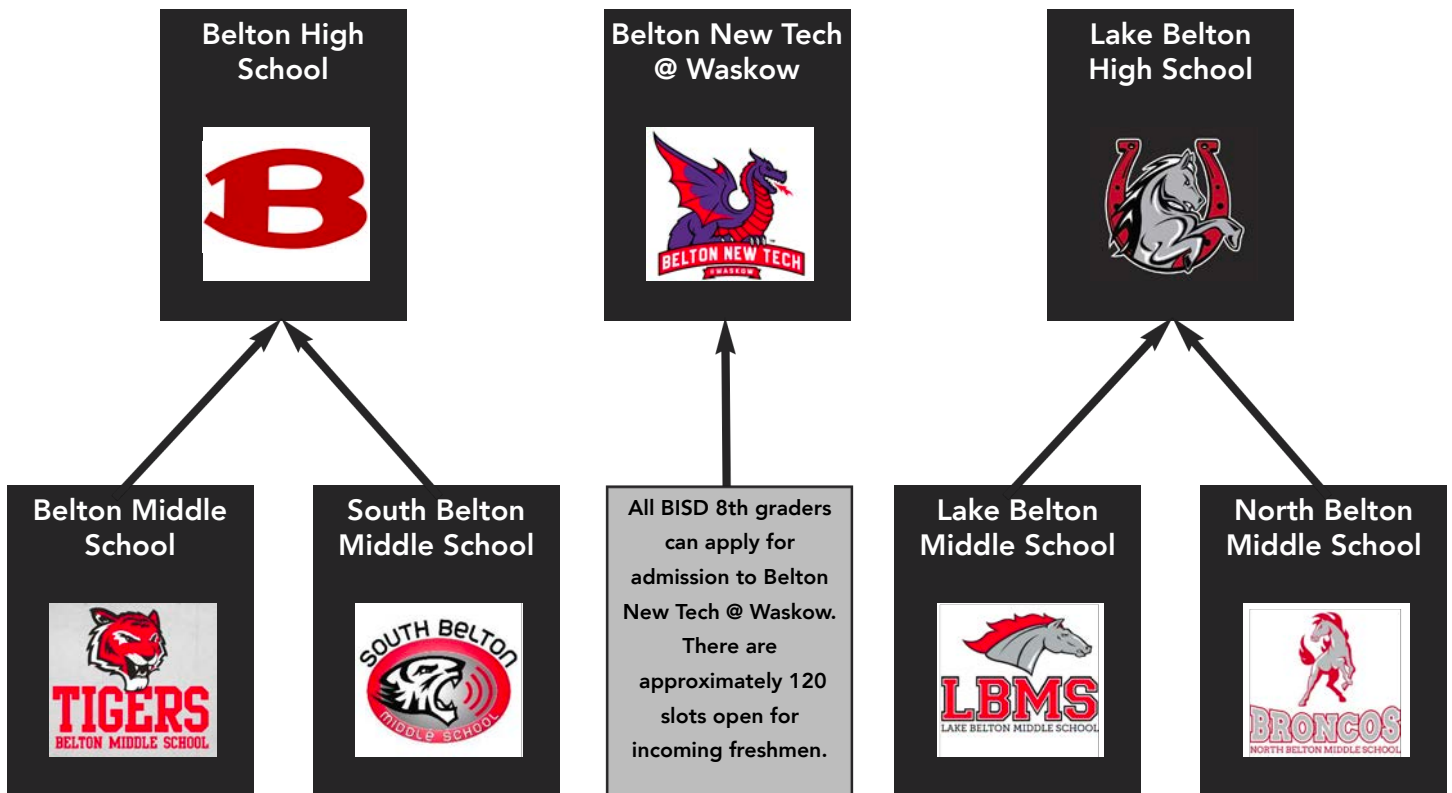 Belton High
School
B
Belton New Tech
@ Waskow
BELTON NEW TECH
@WASKOW
Lake Belton
High School
Belton Middle
School
TIGERS
BELTON MIDDLE SCHOOL
South Belton
Middle School
SOUTH BELTON
MIDDLE SCHOOL
All BISD 8th graders
can apply for
admission to Belton
New Tech @ Waskow.
There are
approximately 120
slots open for
incoming freshmen.
Lake Belton
Middle School
LBMS
LAKE BELTON MIDDLE SCHOOL
North Belton
Middle School
BRONCOS
NORTH BELTON MIDDLE SCHOOL